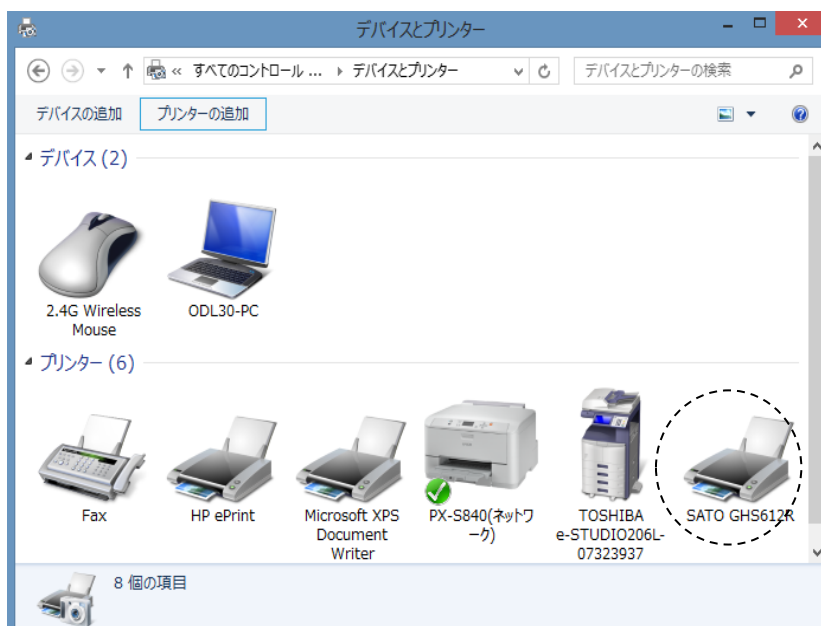 デバイスとプリンター
« すべてのコントロール ... ▶ デバイスとプリンター
デバイスとプリンターの検索
デバイスの追加
プリンターの追加
デバイス (2)
2.4G Wireless
Mouse
ODL30-PC
プリンター (6)
Fax
HP ePrint
Microsoft XPS
Document
Writer
PX-S840(ネットワ
ーク)
TOSHIBA
e-STUDIO206L-
07323937
SATO GHS612R
8 個の項目